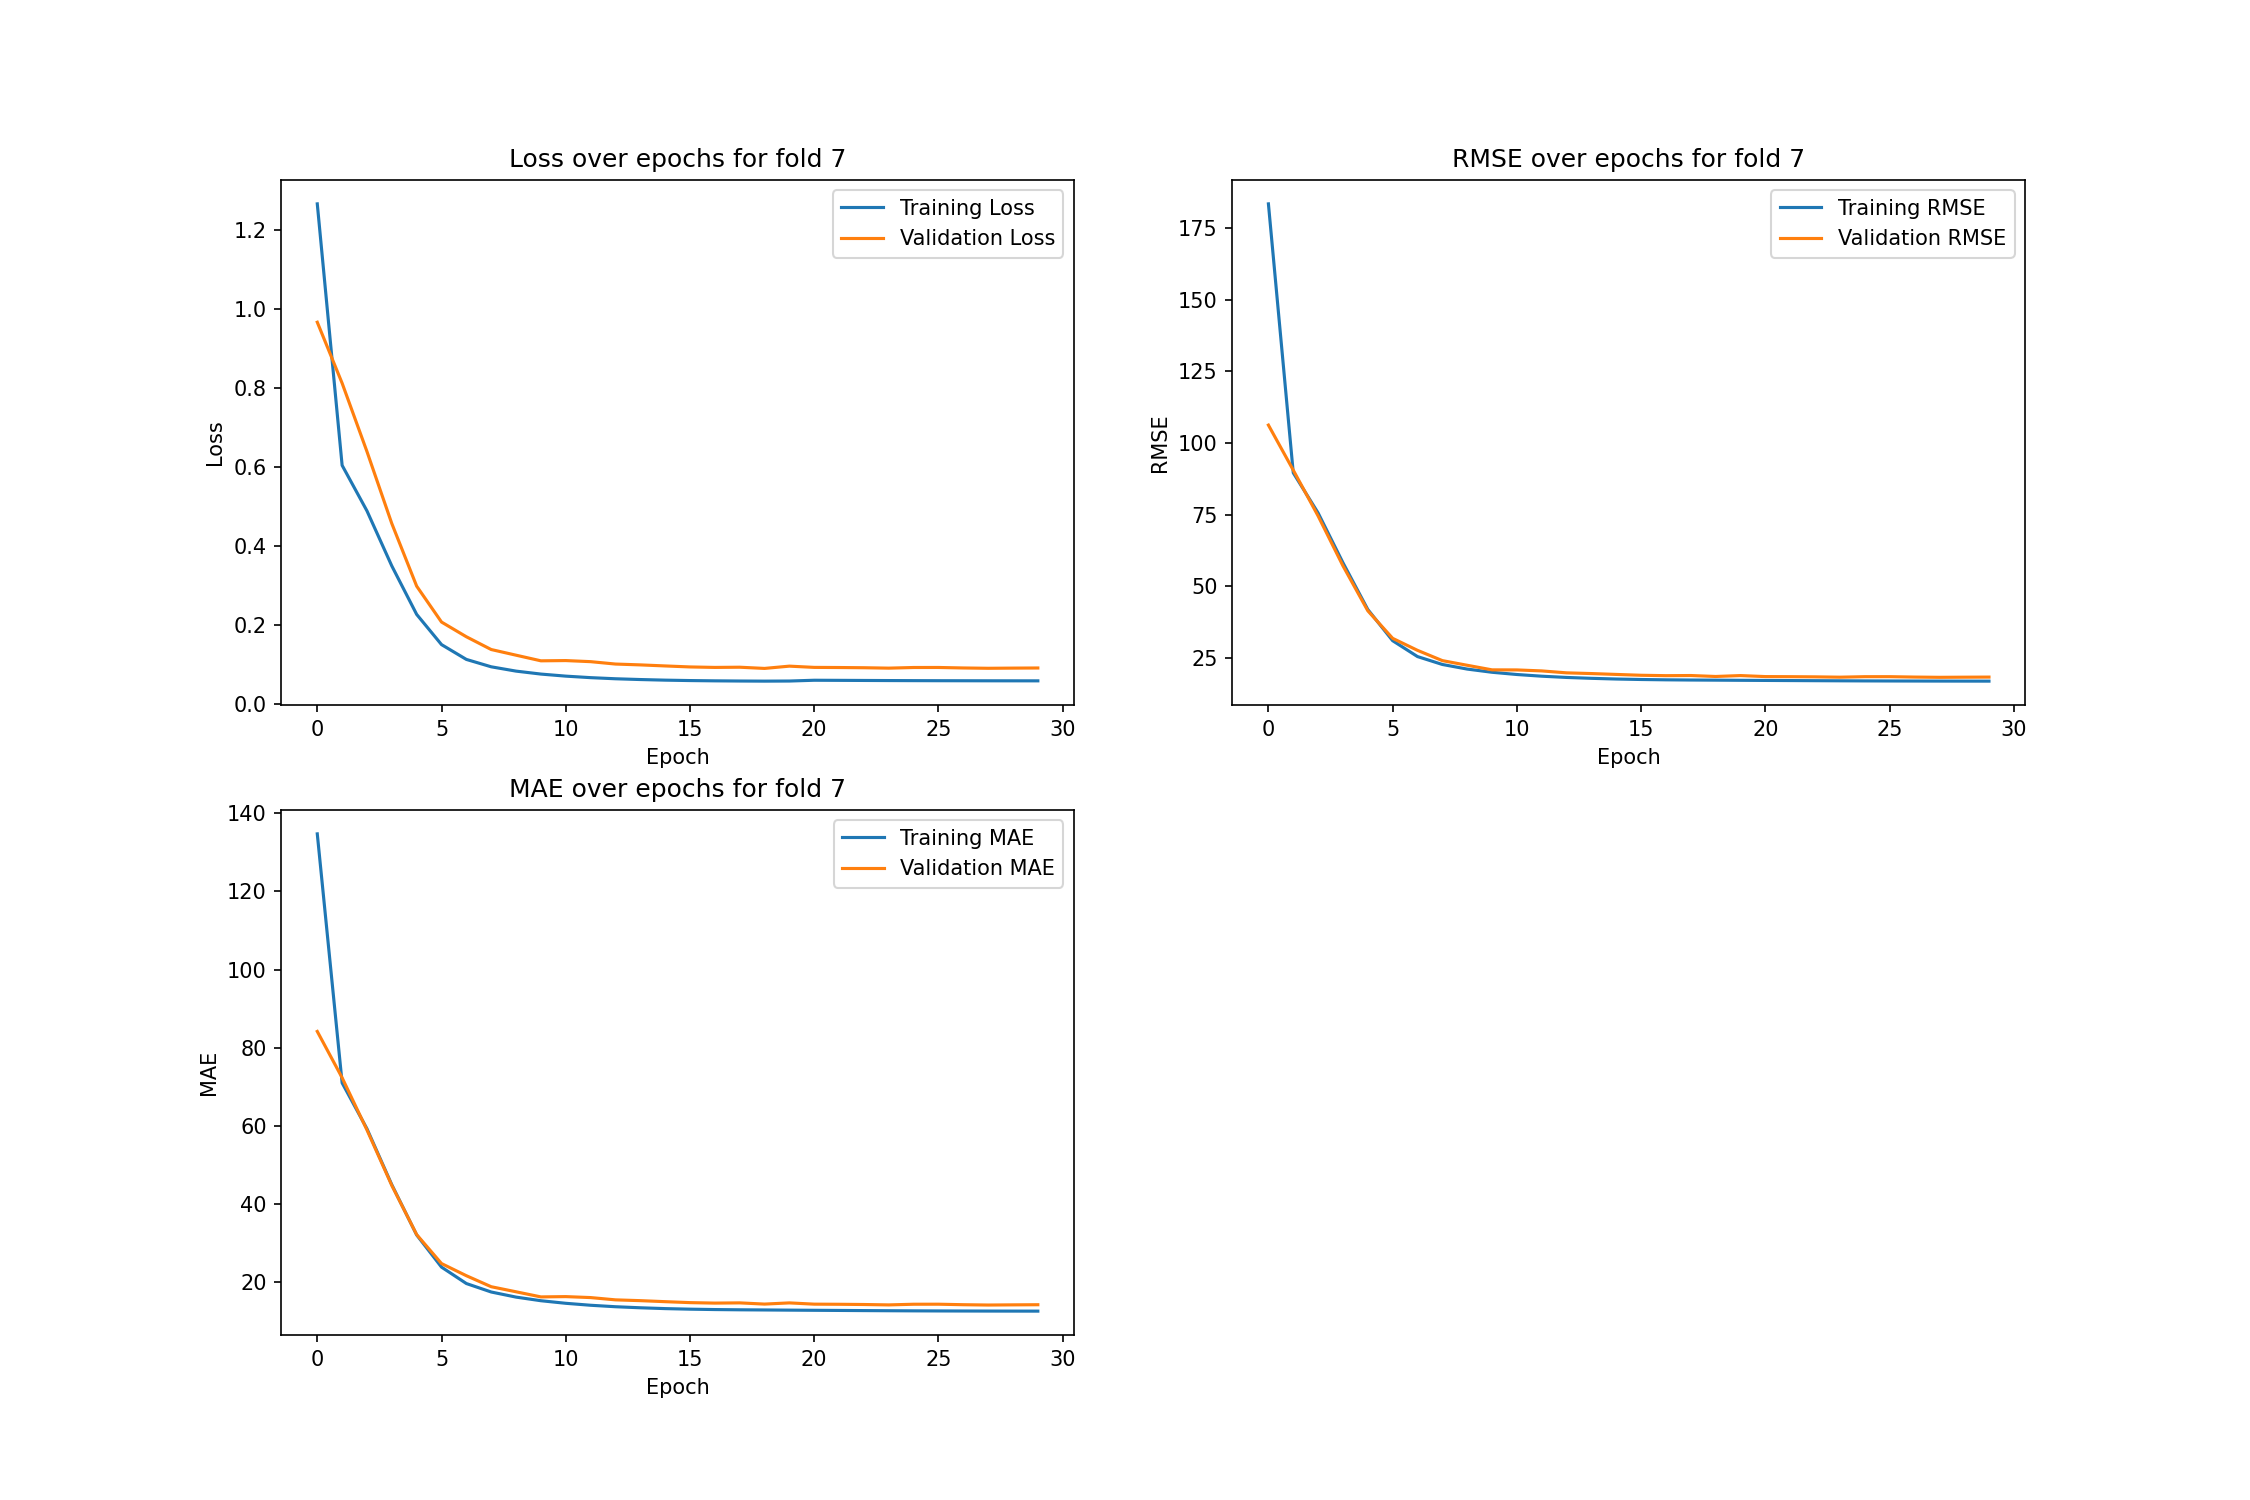 Loss over epochs for fold 7
Training Loss
Validation Loss
1.2
1.0
0.8
0.6
0.4
0.2
0.0
Loss
0 5 10 15 20 25 30
Epoch
RMSE over epochs for fold 7
Training RMSE
Validation RMSE
175
150
125
100
75
50
25
RMSE
0 5 10 15 20 25 30
Epoch
MAE over epochs for fold 7
Training MAE
Validation MAE
140
120
100
80
60
40
20
MAE
0 5 10 15 20 25 30
Epoch